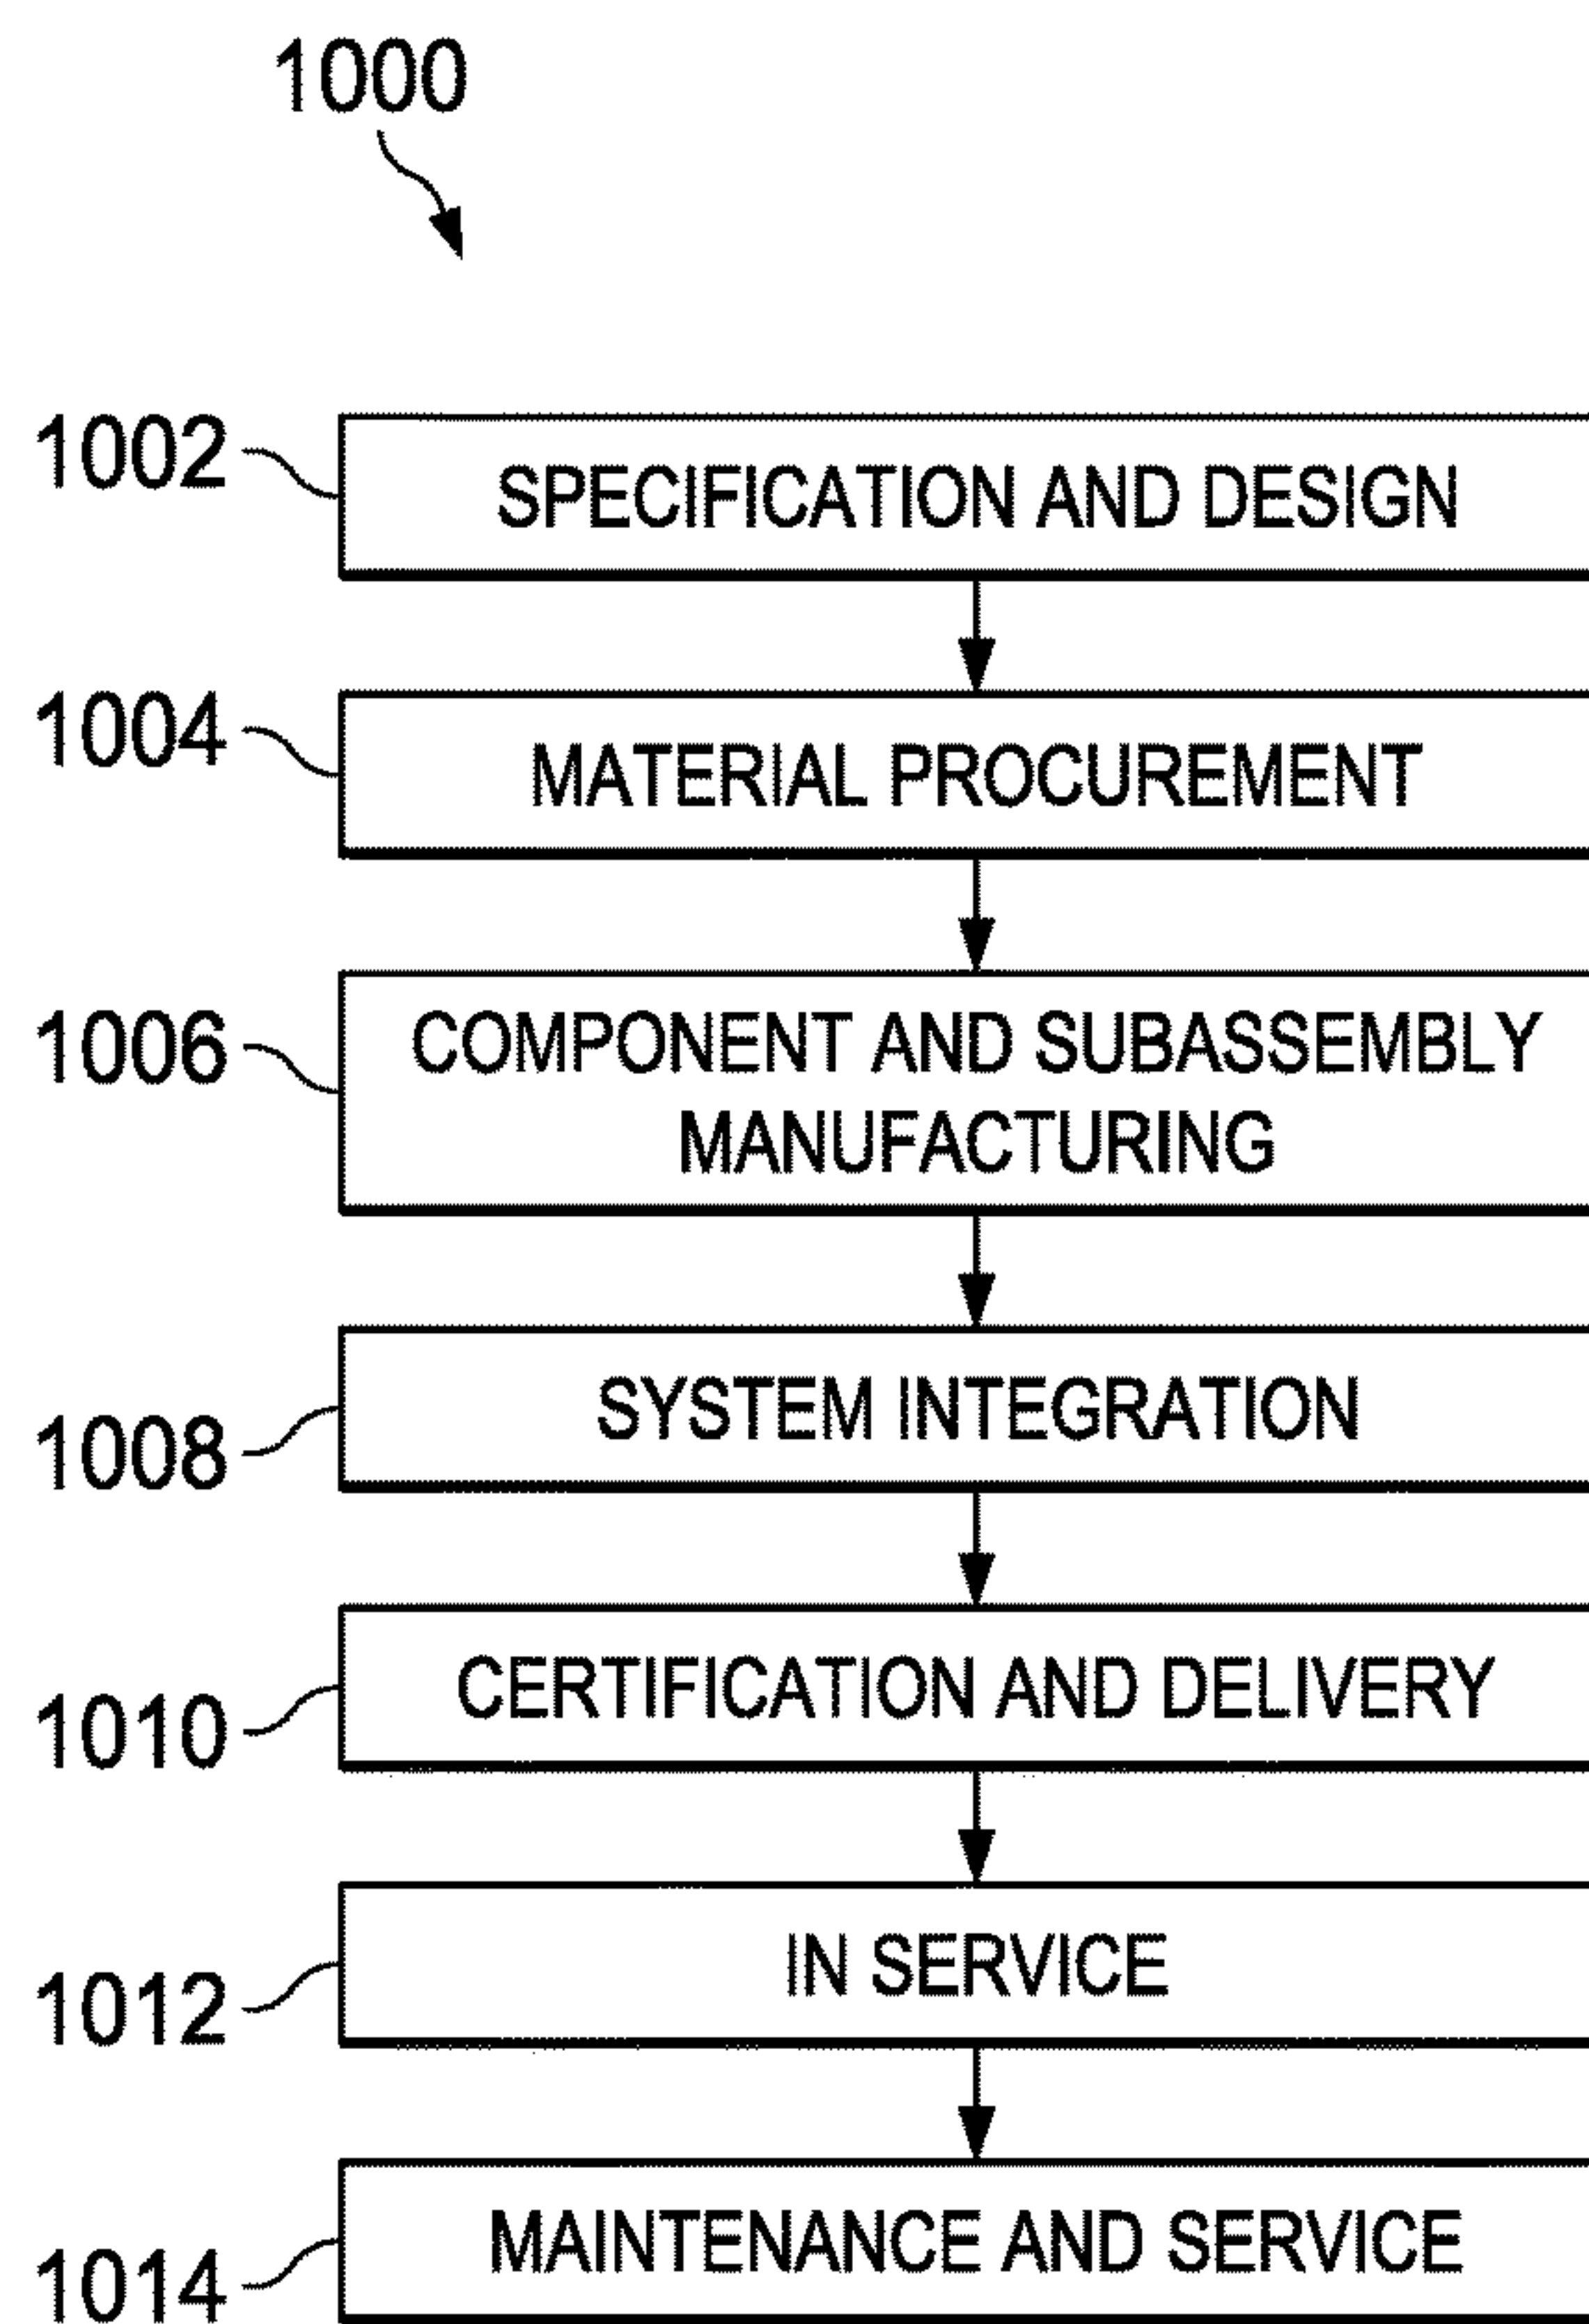 1000
1002 SPECIFICATION AND DESIGN
1004 MATERIAL PROCUREMENT
1006 COMPONENT AND SUBASSEMBLY
MANUFACTURING
1008 SYSTEM INTEGRATION
1010 CERTIFICATION AND DELIVERY
1012 IN SERVICE
1014 MAINTENANCE AND SERVICE